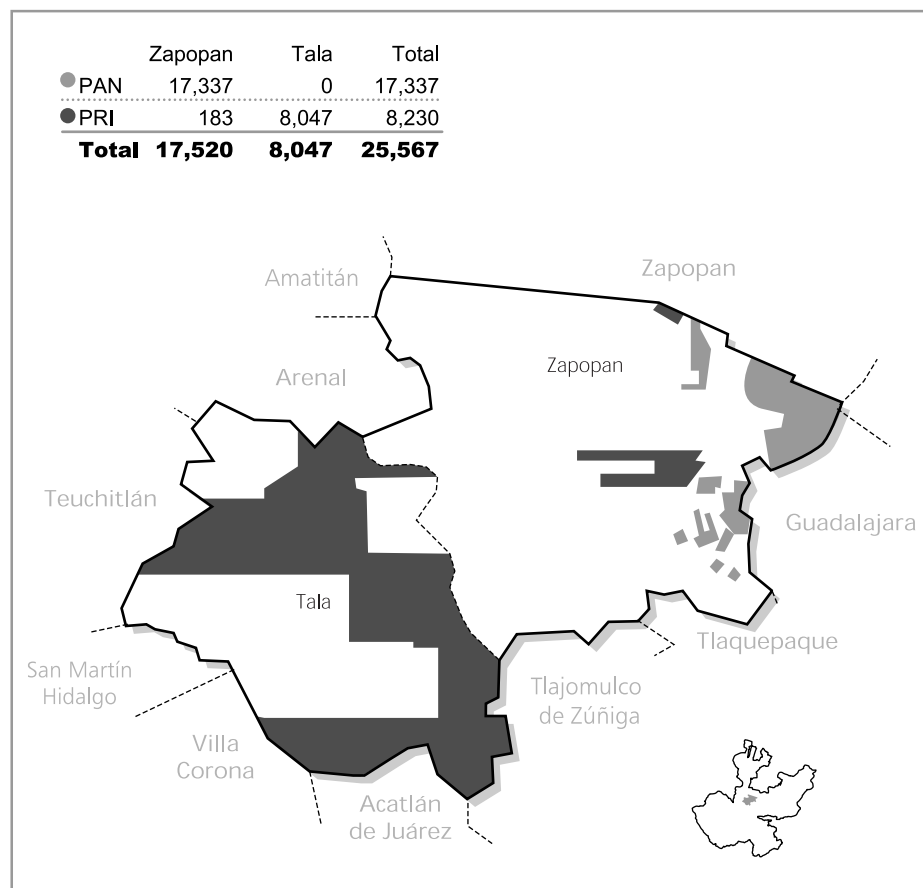 Zapopan Tala Total
PAN 17,337 0 17,337
PRI 183 8,047 8,230
Total 17,520 8,047 25,567
Amatitán
Zapopan
Zapopan
Arenal
Teuchitlán
Guadalajara
Tala
Tlaquepaque
San Martín
Hidalgo
Tlajomulco
de Zúñiga
Villa
Corona
Acatlán
de Juárez